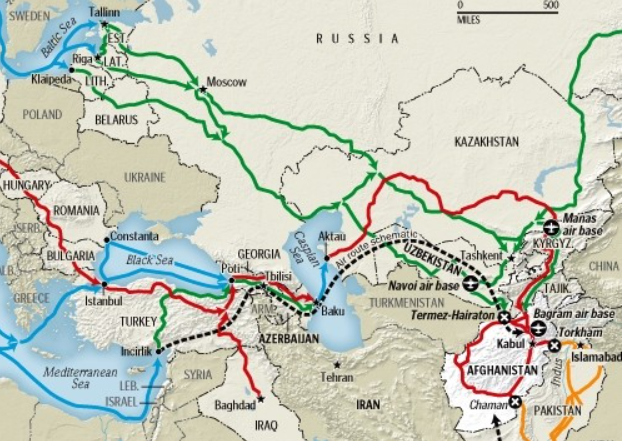 SWEDEN
Tallinn
0 500
MILES
Baltic Sea
EST.
RUSSIA
Riga
LAT.
Klaipeda
LITH.
Moscow
POLAND
BELARUS
KAZAKHSTAN
UKRAINE
HUNGARY
ROMANIA
SERB.
Constanta
BULGARIA
Black Sea
GEORGIA
Poti
Tbilisi
Caspian
Sea
Aktau
Air route schematic
UZBEKISTAN
Tashkent
Manas
air base
KYRGYZ.
CHINA
GREECE
Istanbul
TURKEY
ARM.
Baku
AZERBAIJAN
TURKMENISTAN
Navoi air base
Termez-Hairaton
TAJIK.
Bagram air base
Torkham
Kabul
Islamabad
Incirlik
Mediterranean
Sea
SYRIA
LEB.
ISRAEL
Tehran
Baghdad
IRAQ
IRAN
AFGHANISTAN
Indus
Chaman
PAKISTAN